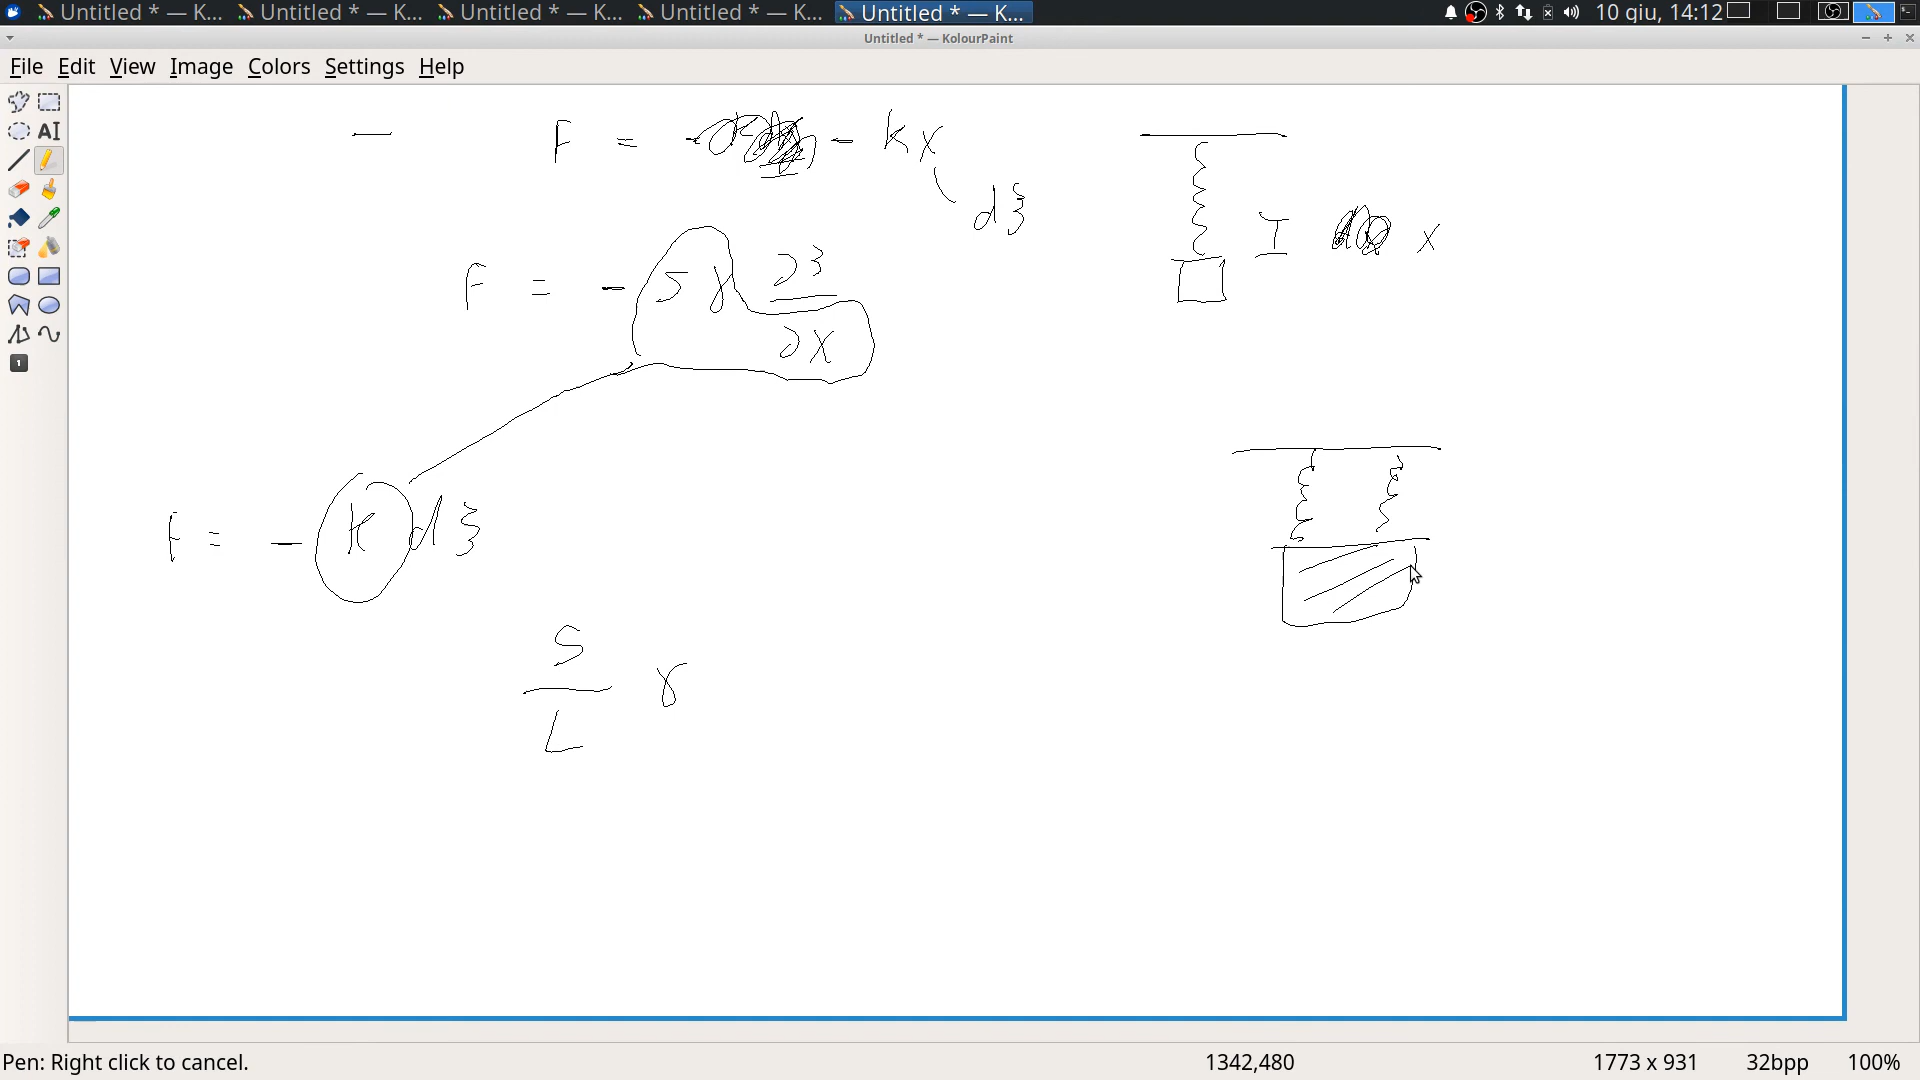 Untitled * — K... Untitled * — K... Untitled * — K... Untitled * — K... Untitled * — K... 10 giu, 14:12
Untitled * — KolourPaint
File Edit View Image Colors Settings Help
F = - kx
dξ
x
F = - S γ ∂ξ / ∂x
F = - k dξ
S / L γ
1
Pen: Right click to cancel. 1342,480 1773 x 931 32bpp 100%